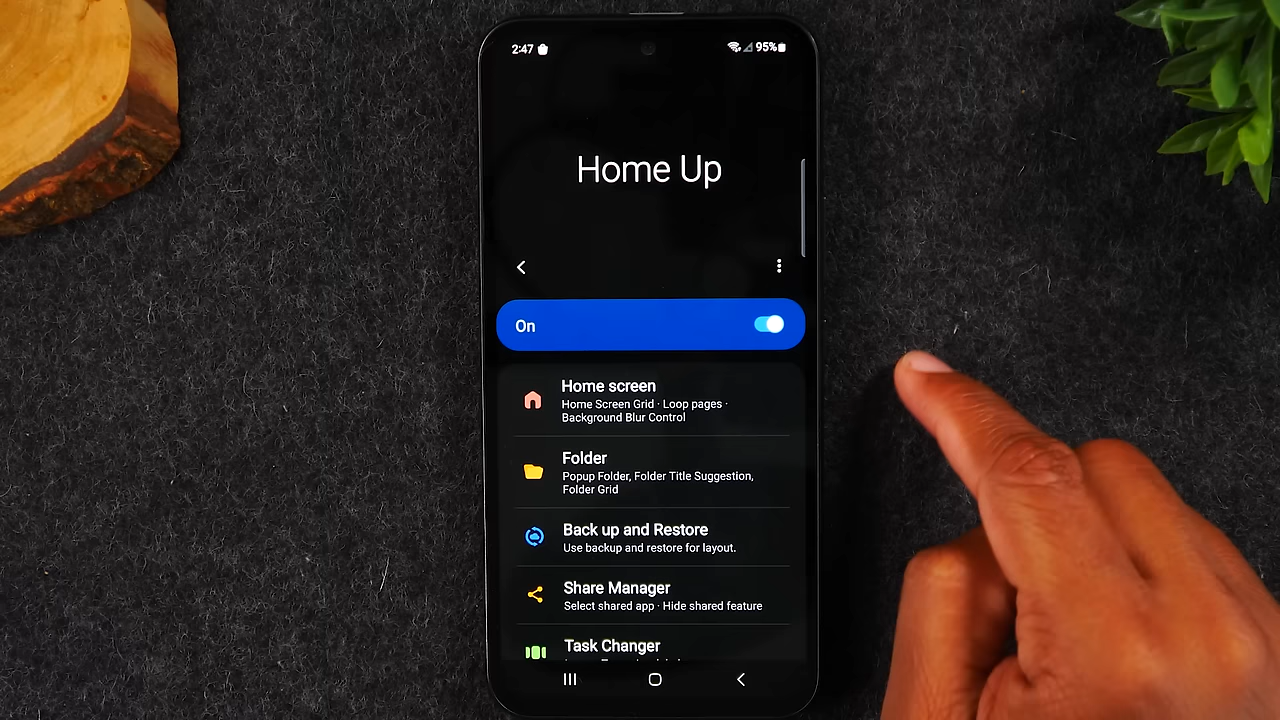 2:47
95%
Home Up
On
Home screen
Home Screen Grid · Loop pages ·
Background Blur Control
Folder
Popup Folder, Folder Title Suggestion,
Folder Grid
Back up and Restore
Use backup and restore for layout.
Share Manager
Select shared app · Hide shared feature
Task Changer